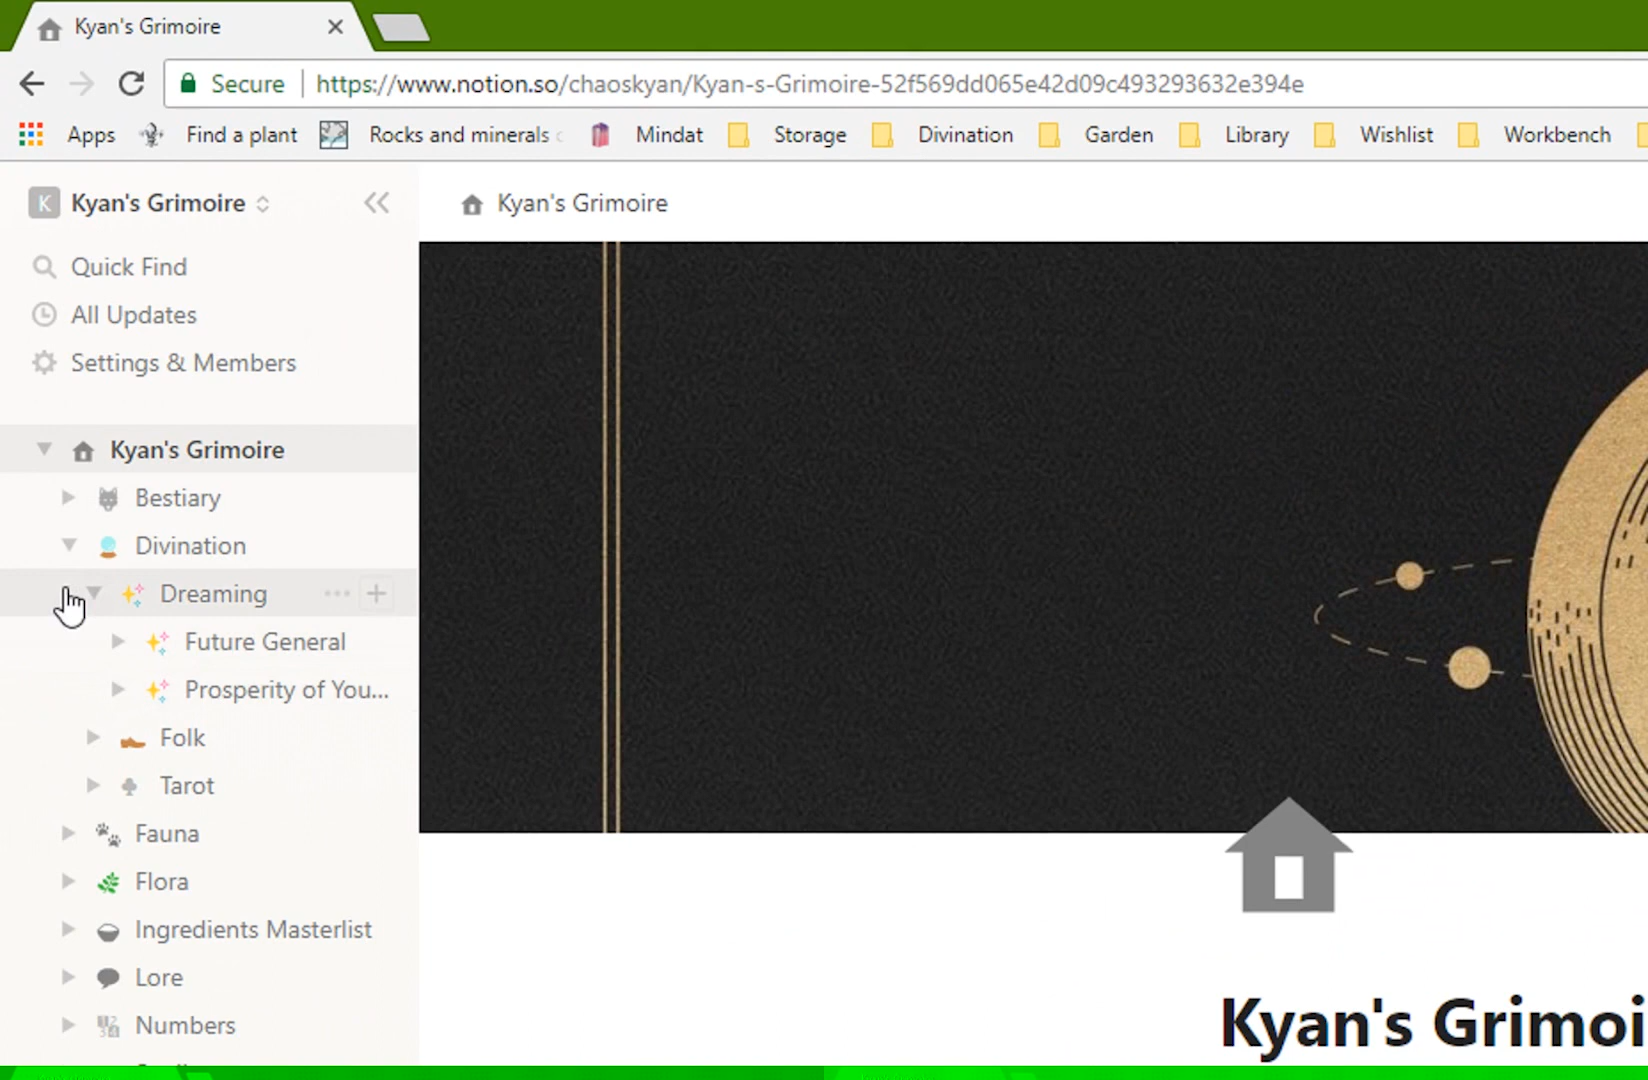 Kyan's Grimoire
Secure https://www.notion.so/chaoskyan/Kyan-s-Grimoire-52f569dd065e42d09c493293632e394e
Apps Find a plant Rocks and minerals Mindat Storage Divination Garden Library Wishlist Workbench
K Kyan's Grimoire
Kyan's Grimoire
Quick Find
All Updates
Settings & Members
Kyan's Grimoire
Bestiary
Divination
Dreaming
Future General
Prosperity of You...
Folk
Tarot
Fauna
Flora
Ingredients Masterlist
Lore
Numbers
Kyan's Grimoi